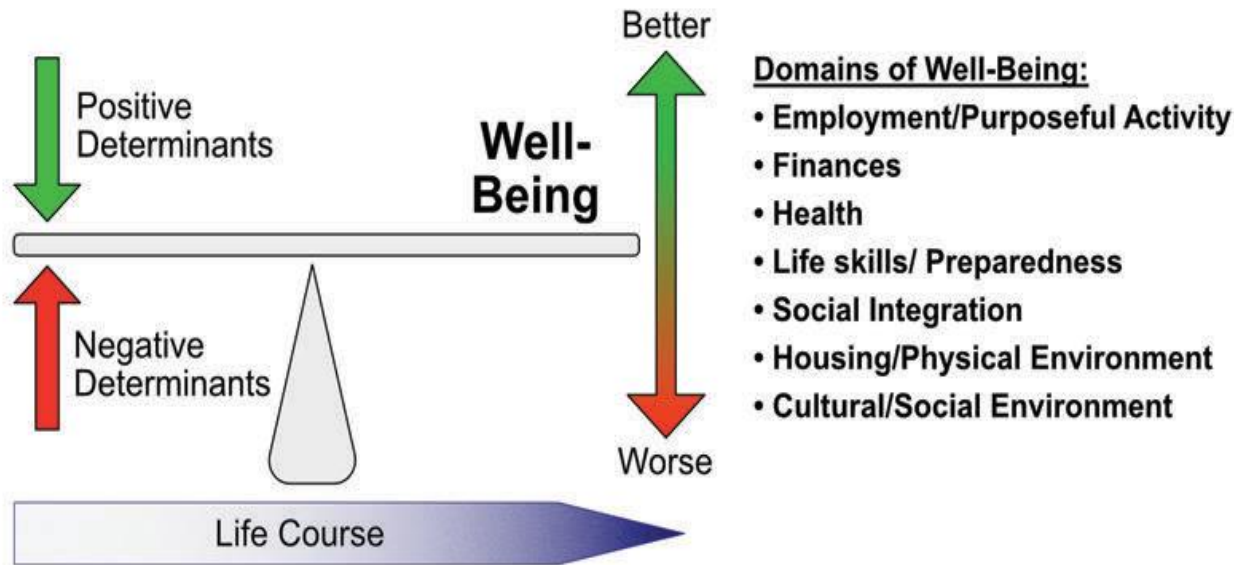 Positive
Determinants
Negative
Determinants
Well-
Being
Better
Worse
Life Course
Domains of Well-Being:
• Employment/Purposeful Activity
• Finances
• Health
• Life skills/ Preparedness
• Social Integration
• Housing/Physical Environment
• Cultural/Social Environment